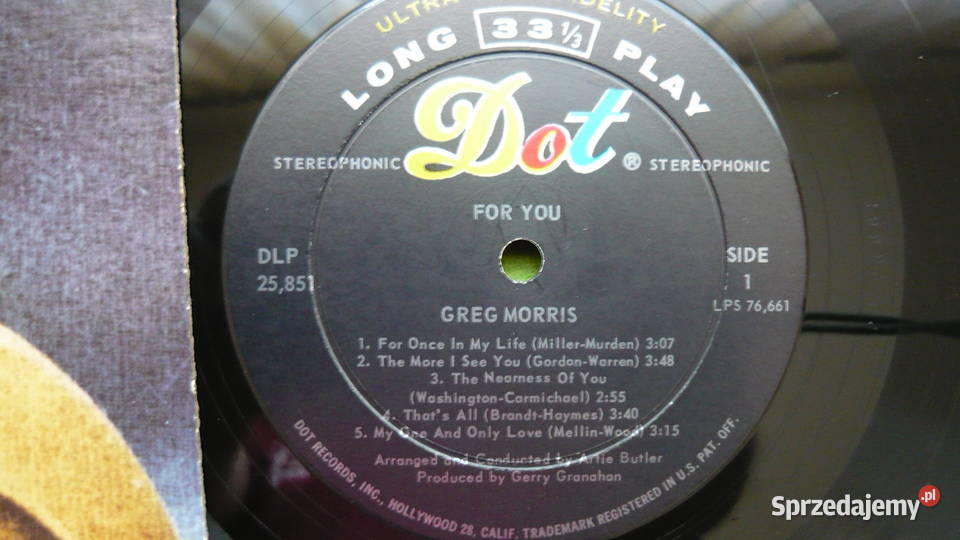 ULTRA DELITY
LONG 33 1/3 PLAY
Dot®
STEREOPHONIC STEREOPHONIC
FOR YOU
DLP
25,851
SIDE
1
LPS 76,661
GREG MORRIS
1. For Once In My Life (Miller-Murden) 3:07
2. The More I See You (Gordon-Warren) 3:48
3. The Nearness Of You
(Washington-Carmichael) 2:55
4. That's All (Brandt-Haymes) 3:40
5. My One And Only Love (Mellin-Wood) 3:15
Arranged and Conducted by Artie Butler
Produced by Gerry Granahan
DOT RECORDS, INC., HOLLYWOOD 28, CALIF. TRADEMARK REGISTERED IN U.S. PAT. OFF.
Sprzedajemy.pl